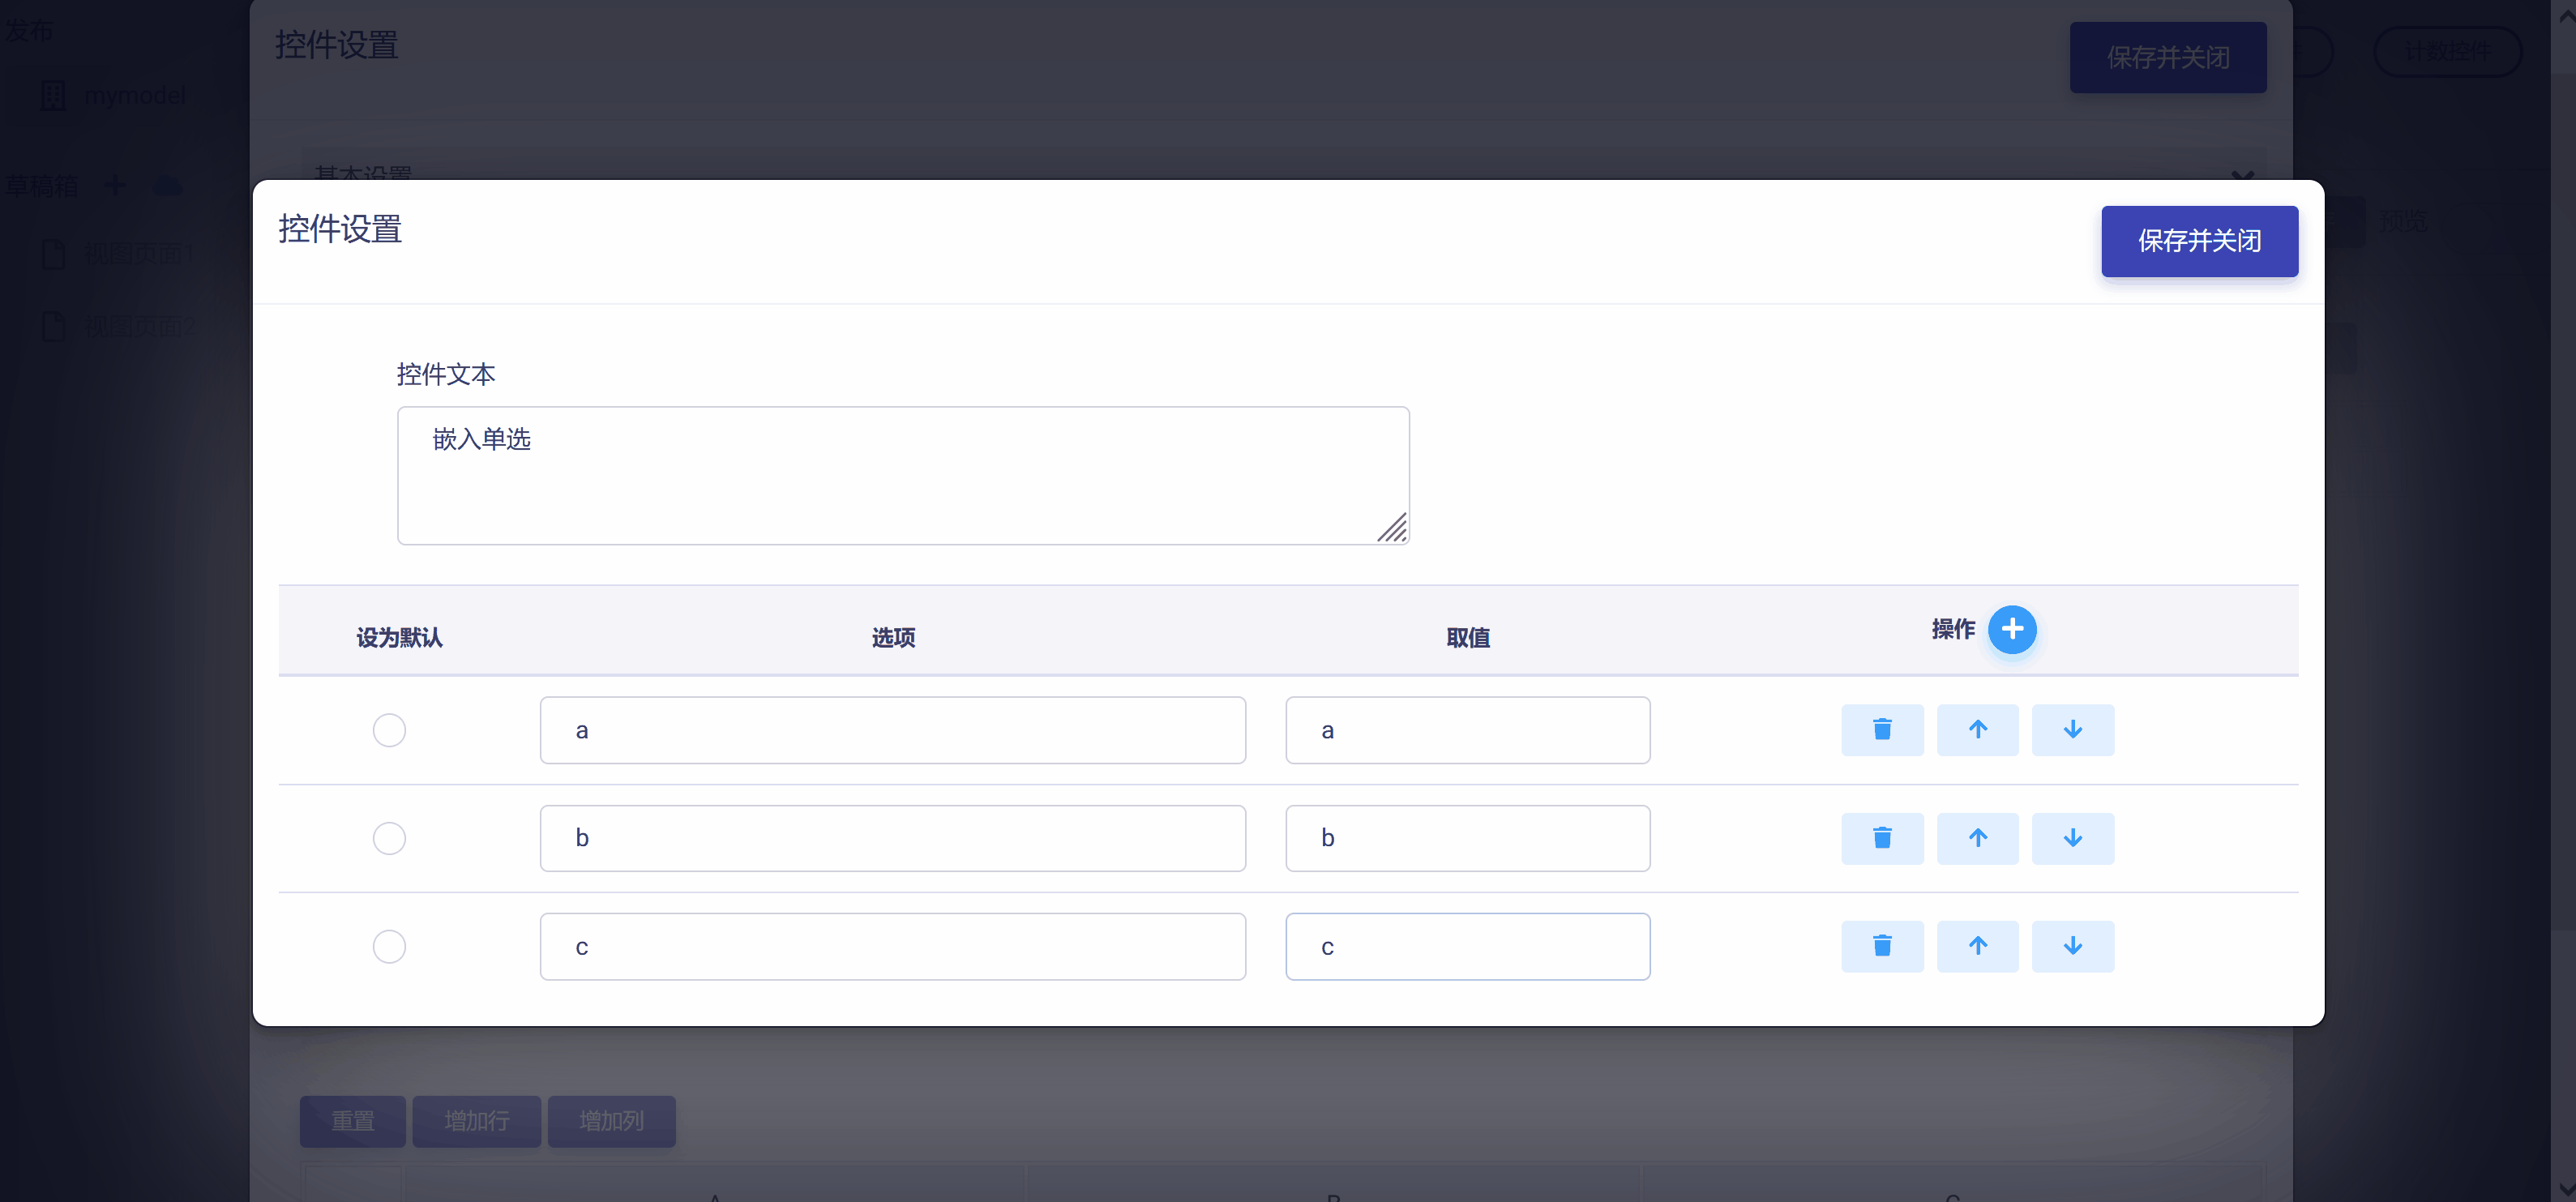 发布
控件设置
保存并关闭
计数控件
mymodel
基本设置
草稿箱
控件设置
保存并关闭
预览
视图页面1
视图页面2
控件文本
嵌入单选
设为默认 选项 取值 操作
a a
b b
c c
重置 增加行 增加列
A B C